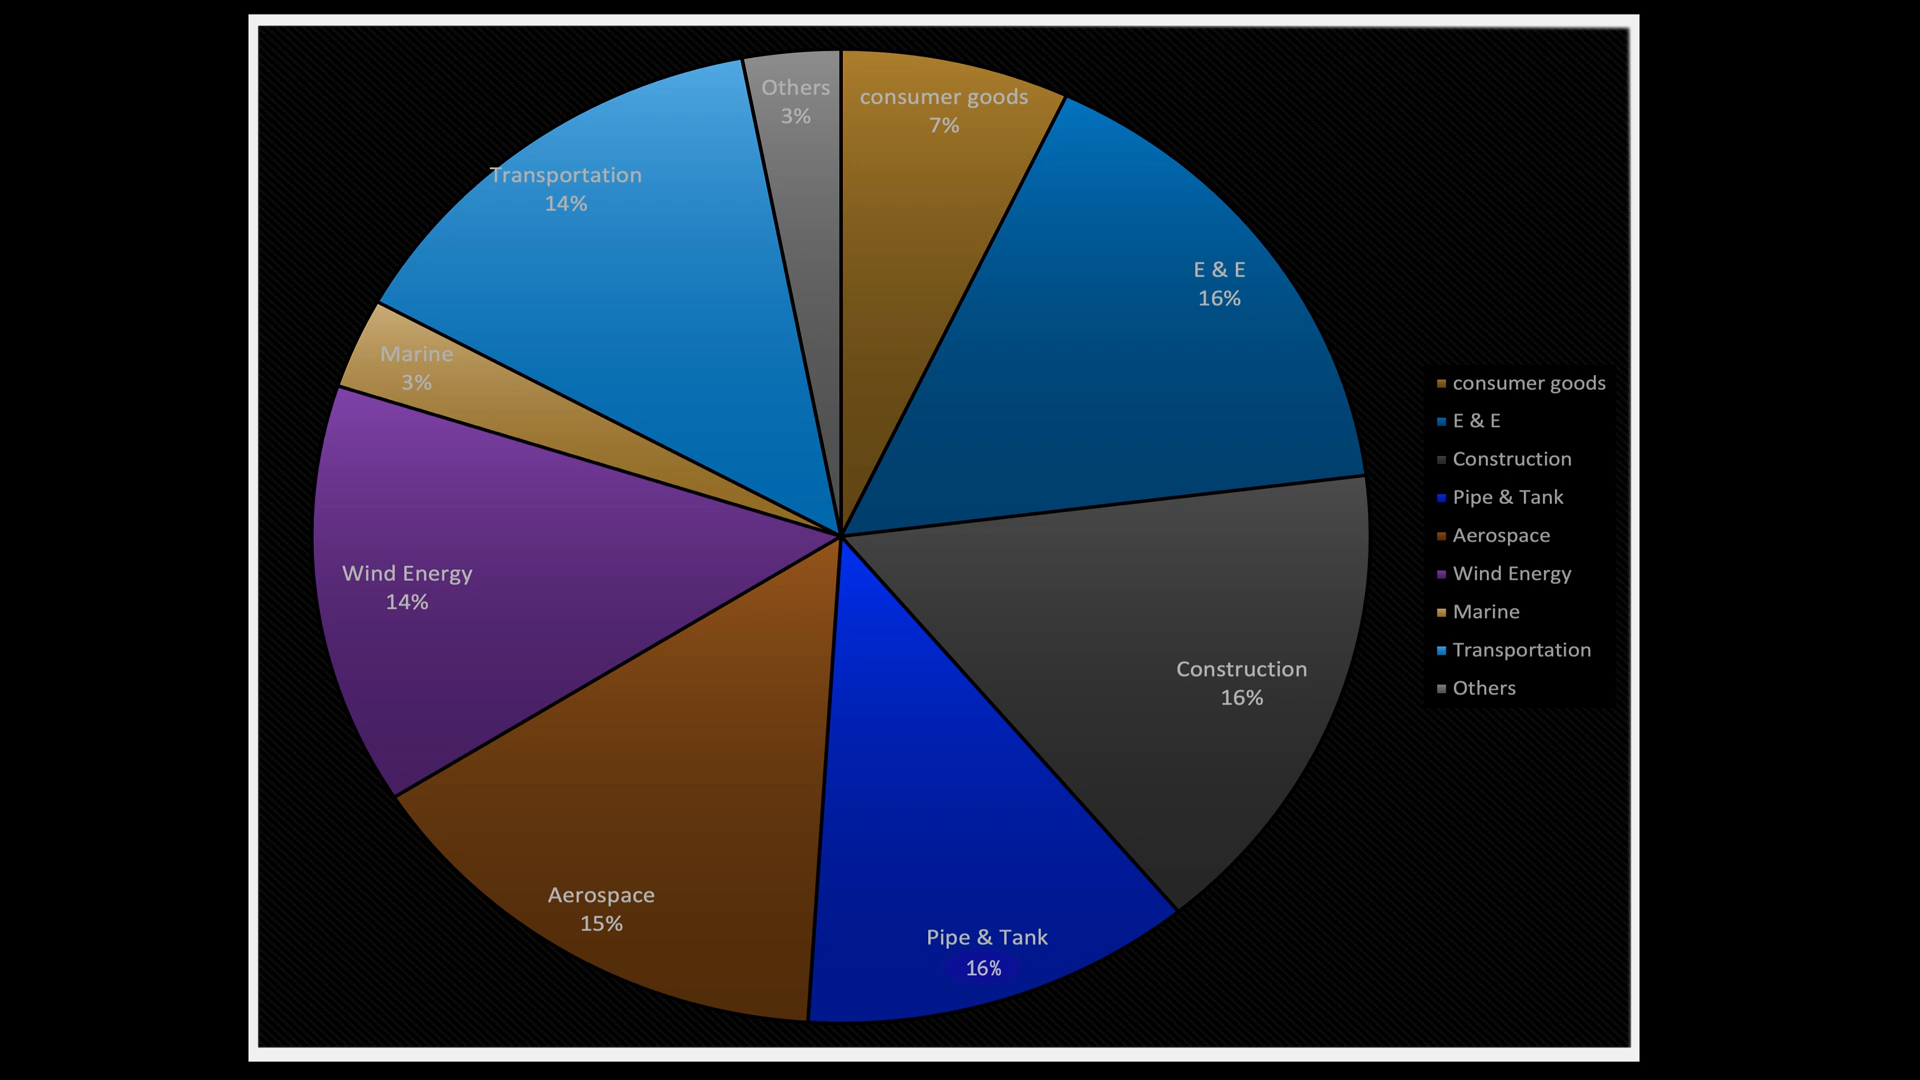 Others
3%
consumer goods
7%
Transportation
14%
E & E
16%
Marine
3%
Wind Energy
14%
Construction
16%
Aerospace
15%
Pipe & Tank
16%
consumer goods
E & E
Construction
Pipe & Tank
Aerospace
Wind Energy
Marine
Transportation
Others